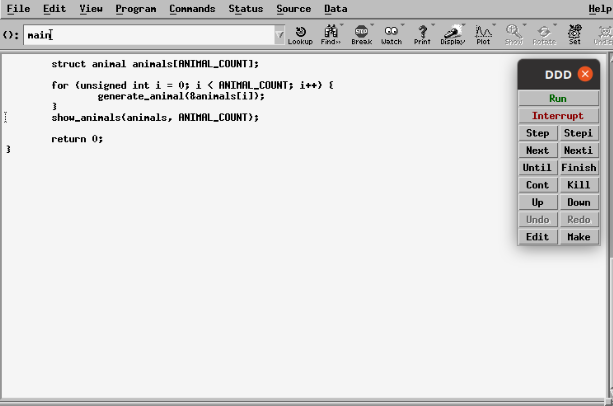 File Edit View Program Commands Status Source Data Help
(): main
Lookup Find>> Break Watch Print Display Plot Show Rotate Set
struct animal animals[ANIMAL_COUNT];
for (unsigned int i = 0; i < ANIMAL_COUNT; i++) {
generate_animal(&animals[i]);
}
show_animals(animals, ANIMAL_COUNT);
return 0;
}
DDD
Run
Interrupt
Step Stepi
Next Nexti
Until Finish
Cont Kill
Up Down
Undo Redo
Edit Make